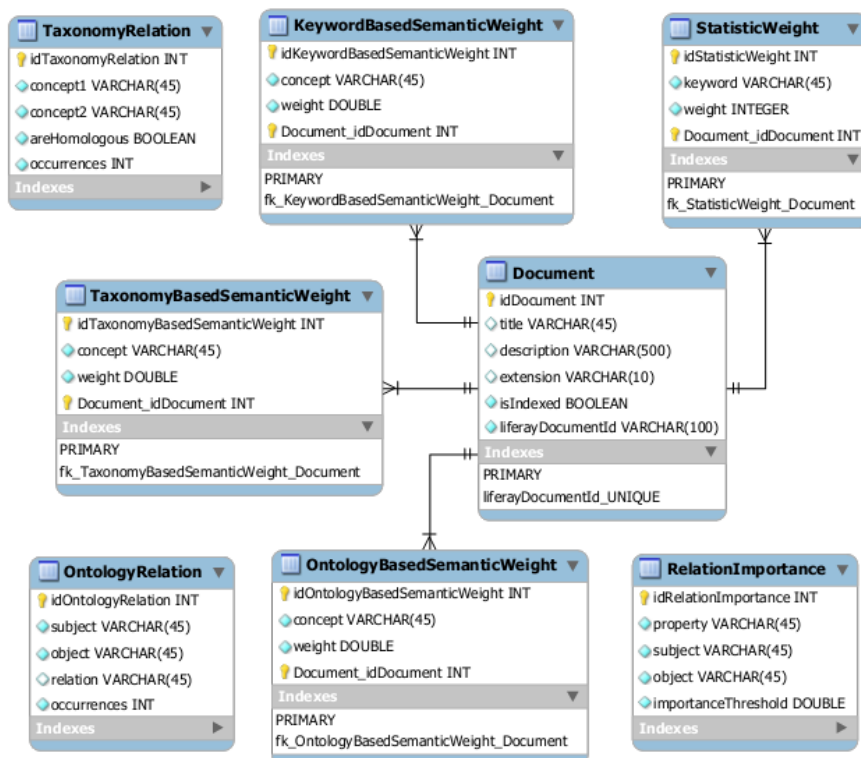 TaxonomyRelation
idTaxonomyRelation INT
concept1 VARCHAR(45)
concept2 VARCHAR(45)
areHomologous BOOLEAN
occurrences INT
Indexes
KeywordBasedSemanticWeight
idKeywordBasedSemanticWeight INT
concept VARCHAR(45)
weight DOUBLE
Document_idDocument INT
Indexes
PRIMARY
fk_KeywordBasedSemanticWeight_Document
StatisticWeight
idStatisticWeight INT
keyword VARCHAR(45)
weight INTEGER
Document_idDocument INT
Indexes
PRIMARY
fk_StatisticWeight_Document
TaxonomyBasedSemanticWeight
idTaxonomyBasedSemanticWeight INT
concept VARCHAR(45)
weight DOUBLE
Document_idDocument INT
Indexes
PRIMARY
fk_TaxonomyBasedSemanticWeight_Document
Document
idDocument INT
title VARCHAR(45)
description VARCHAR(500)
extension VARCHAR(10)
isIndexed BOOLEAN
liferayDocumentId VARCHAR(100)
Indexes
PRIMARY
liferayDocumentId_UNIQUE
OntologyRelation
idOntologyRelation INT
subject VARCHAR(45)
object VARCHAR(45)
relation VARCHAR(45)
occurrences INT
Indexes
OntologyBasedSemanticWeight
idOntologyBasedSemanticWeight INT
concept VARCHAR(45)
weight DOUBLE
Document_idDocument INT
Indexes
PRIMARY
fk_OntologyBasedSemanticWeight_Document
RelationImportance
idRelationImportance INT
property VARCHAR(45)
subject VARCHAR(45)
object VARCHAR(45)
importanceThreshold DOUBLE
Indexes